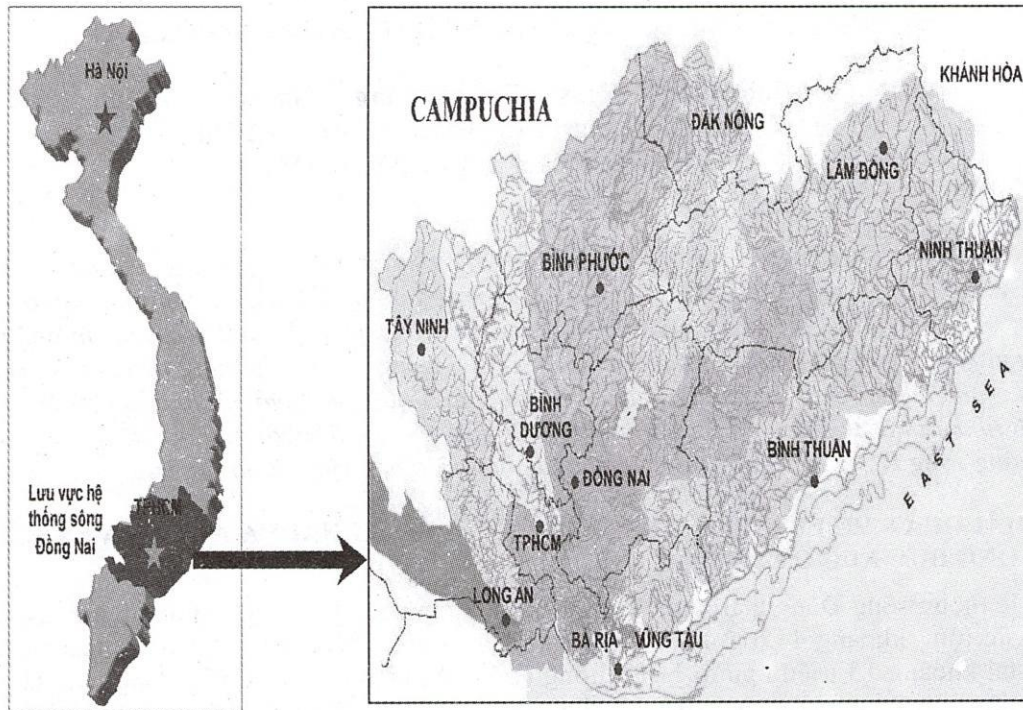 Hà Nội
TPHCM
Lưu vực hệ
thống sông
Đồng Nai
CAMPUCHIA
KHÁNH HÒA
ĐĂK NÔNG
LÂM ĐỒNG
BÌNH PHƯỚC
NINH THUẬN
TÂY NINH
BÌNH
DƯƠNG
ĐỒNG NAI
BÌNH THUẬN
EAST SEA
TPHCM
LONG AN
BÀ RỊA VŨNG TÀU